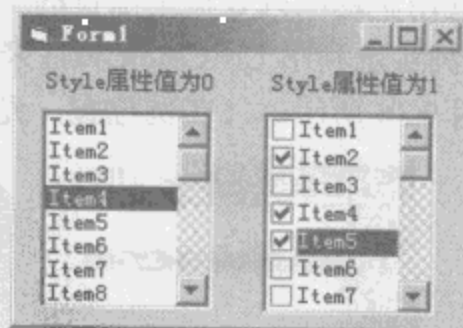 Form1
Style属性值为0
Style属性值为1
Item1
Item2
Item3
Item4
Item5
Item6
Item7
Item8
Item1
Item2
Item3
Item4
Item5
Item6
Item7